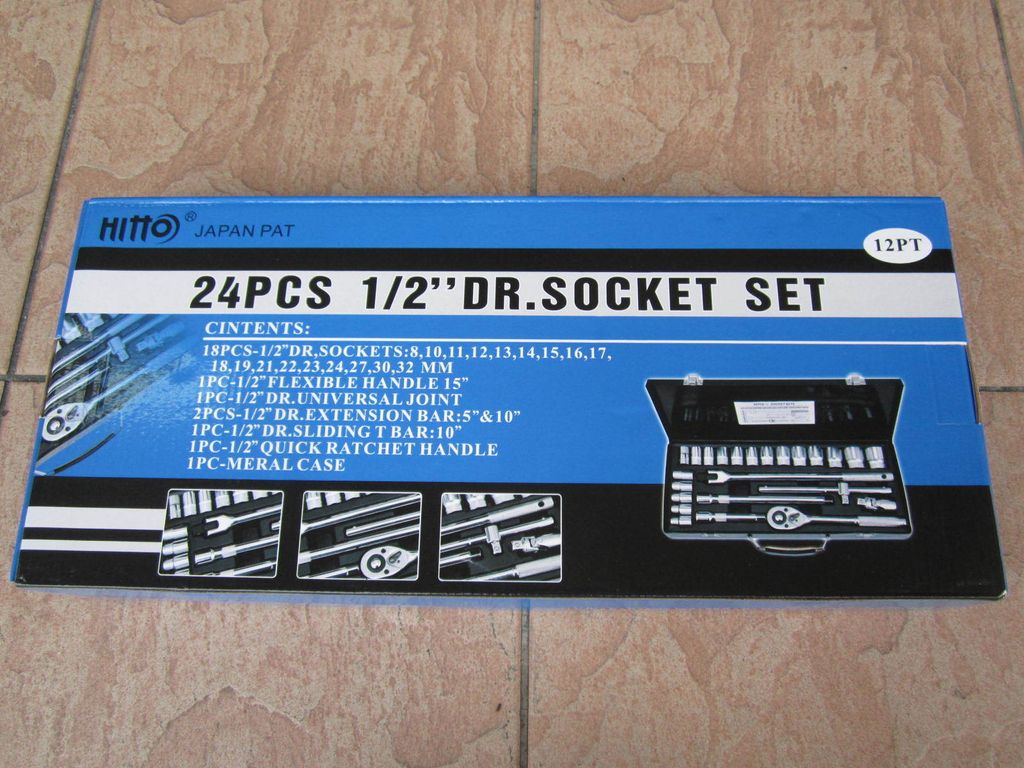 HITTO® JAPAN PAT
12PT
24PCS 1/2’’DR.SOCKET SET
CINTENTS:
18PCS-1/2”DR,SOCKETS:8,10,11,12,13,14,15,16,17,
18,19,21,22,23,24,27,30,32 MM
1PC-1/2”FLEXIBLE HANDLE 15”
1PC-1/2”DR.UNIVERSAL JOINT
2PCS-1/2”DR.EXTENSION BAR:5”&10”
1PC-1/2”DR.SLIDING T BAR:10”
1PC-1/2”QUICK RATCHET HANDLE
1PC-MERAL CASE